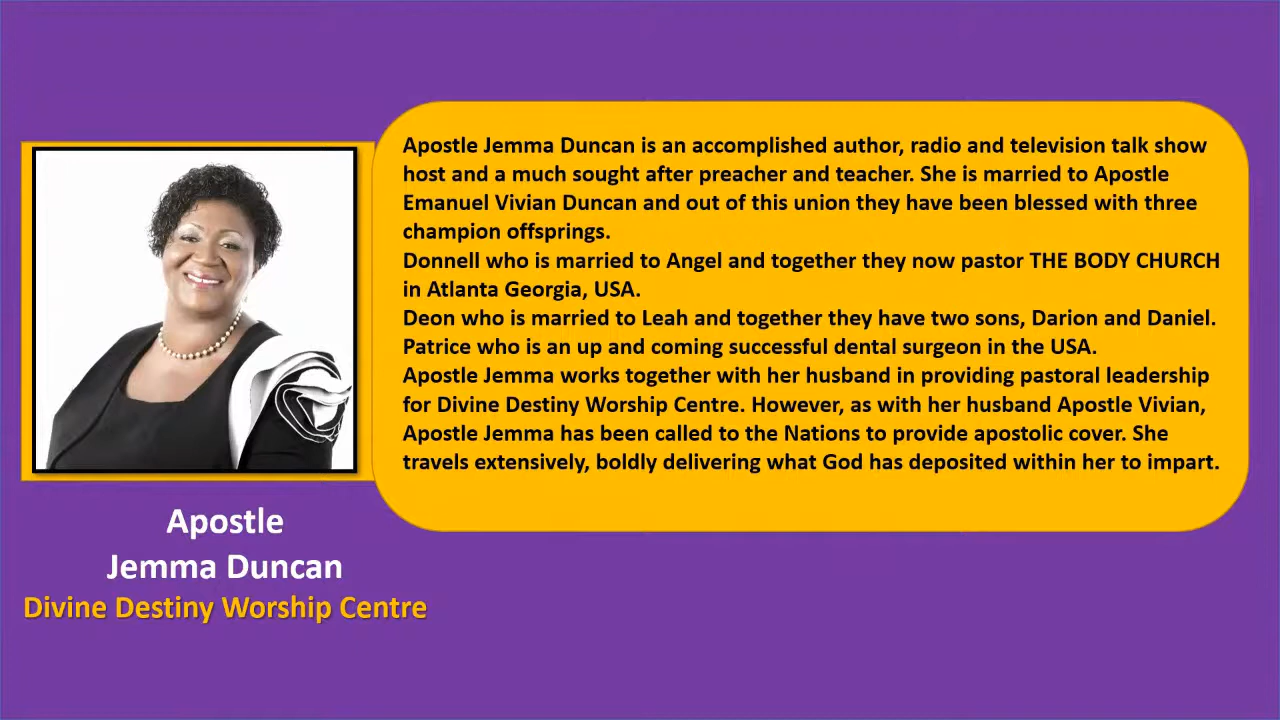 Apostle Jemma Duncan is an accomplished author, radio and television talk show
host and a much sought after preacher and teacher. She is married to Apostle
Emanuel Vivian Duncan and out of this union they have been blessed with three
champion offsprings.
Donnell who is married to Angel and together they now pastor THE BODY CHURCH
in Atlanta Georgia, USA.
Deon who is married to Leah and together they have two sons, Darion and Daniel.
Patrice who is an up and coming successful dental surgeon in the USA.
Apostle Jemma works together with her husband in providing pastoral leadership
for Divine Destiny Worship Centre. However, as with her husband Apostle Vivian,
Apostle Jemma has been called to the Nations to provide apostolic cover. She
travels extensively, boldly delivering what God has deposited within her to impart.
Apostle
Jemma Duncan
Divine Destiny Worship Centre